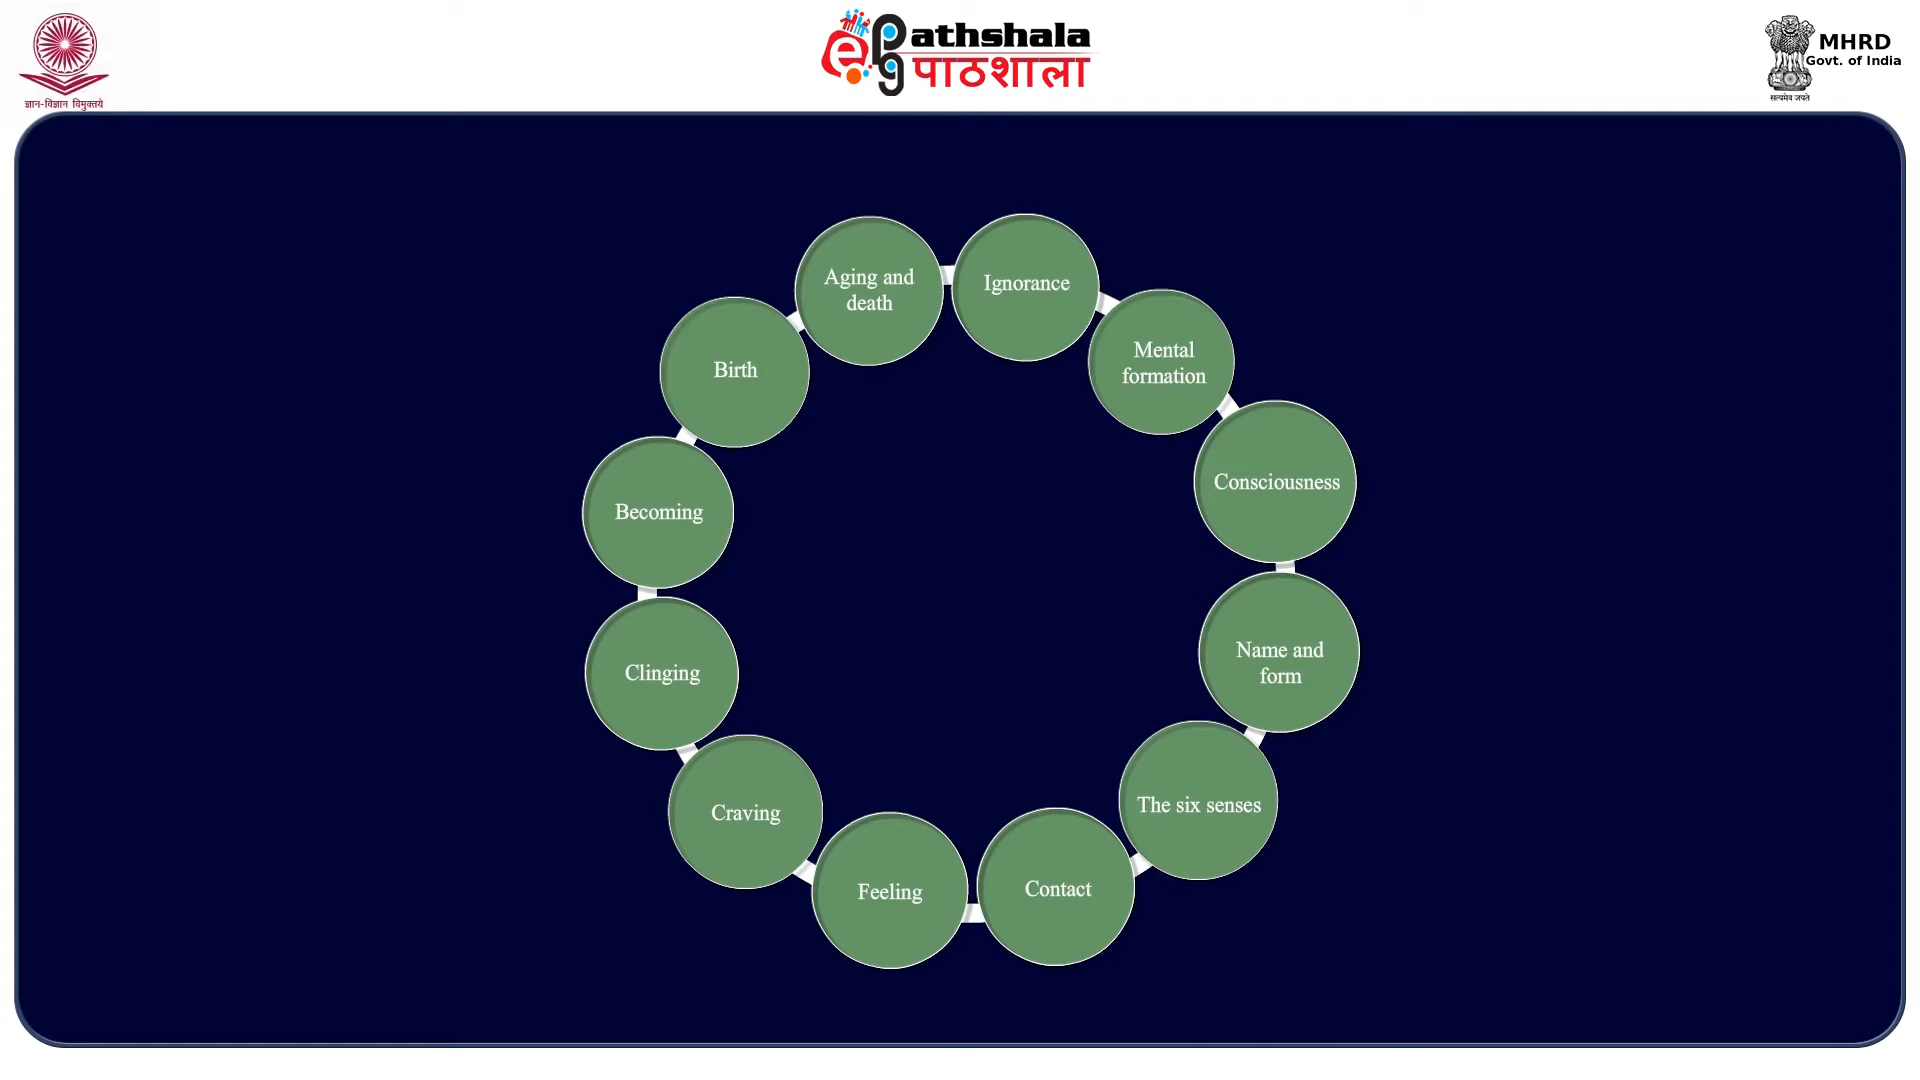 ज्ञान-विज्ञान विमुक्तये
ePathshala
पाठशाला
MHRD
Govt. of India
सत्यमेव जयते
Aging and
death
Ignorance
Mental
formation
Consciousness
Name and
form
The six senses
Contact
Feeling
Craving
Clinging
Becoming
Birth